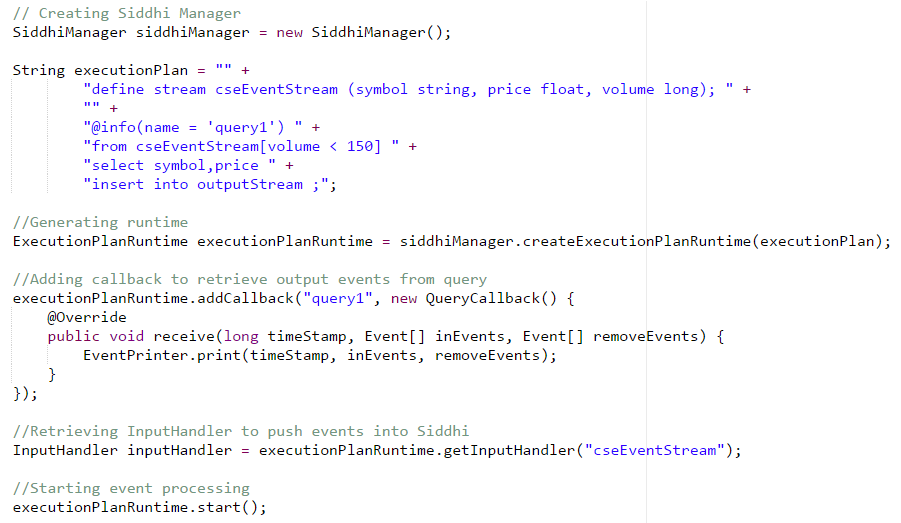 // Creating Siddhi Manager
SiddhiManager siddhiManager = new SiddhiManager();
String executionPlan = "" +
"define stream cseEventStream (symbol string, price float, volume long); " +
"" +
"@info(name = 'query1') " +
"from cseEventStream[volume < 150] " +
"select symbol,price " +
"insert into outputStream ;";
//Generating runtime
ExecutionPlanRuntime executionPlanRuntime = siddhiManager.createExecutionPlanRuntime(executionPlan);
//Adding callback to retrieve output events from query
executionPlanRuntime.addCallback("query1", new QueryCallback() {
@Override
public void receive(long timeStamp, Event[] inEvents, Event[] removeEvents) {
EventPrinter.print(timeStamp, inEvents, removeEvents);
}
});
//Retrieving InputHandler to push events into Siddhi
InputHandler inputHandler = executionPlanRuntime.getInputHandler("cseEventStream");
//Starting event processing
executionPlanRuntime.start();